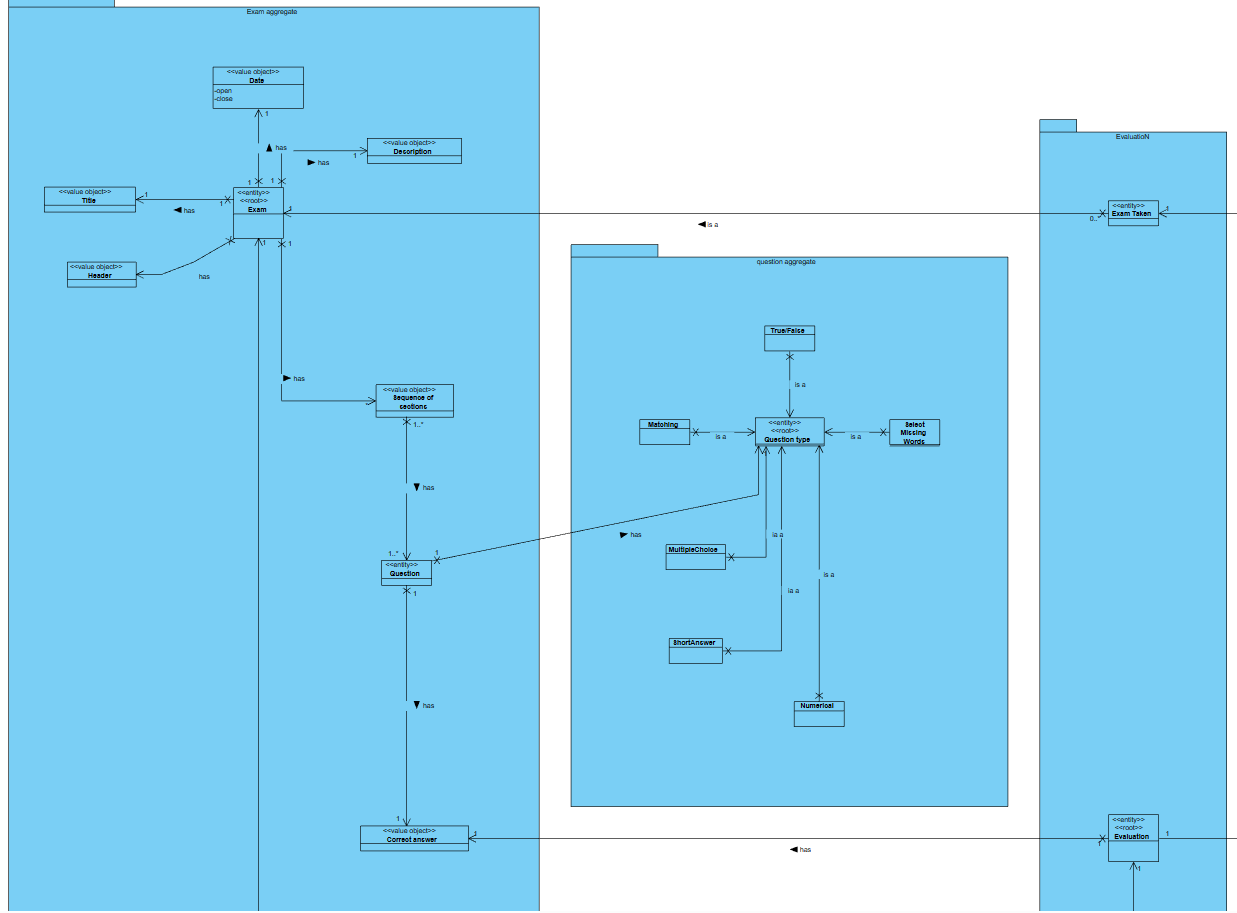 Exam aggregate
<<value object>>
Date
-open
-close
1
has
<<value object>>
Description
1
has
1
1
<<value object>>
Title
1
has
1
<<entity>>
<<root>>
Exam
1
is a
0..*
<<value object>>
Header
has
1
1
has
<<value object>>
Sequence of
sections
1..*
has
1..*
1
<<entity>>
Question
1
has
has
1
<<value object>>
Correct answer
1
has
question aggregate
True/False
is a
Matching
is a
<<entity>>
<<root>>
Question type
is a
Select
Missing
Words
MultipleChoice
is a
ShortAnswer
is a
is a
Numerical
EvaluatioN
<<entity>>
Exam Taken
1
<<entity>>
<<root>>
Evaluation
1
1
1